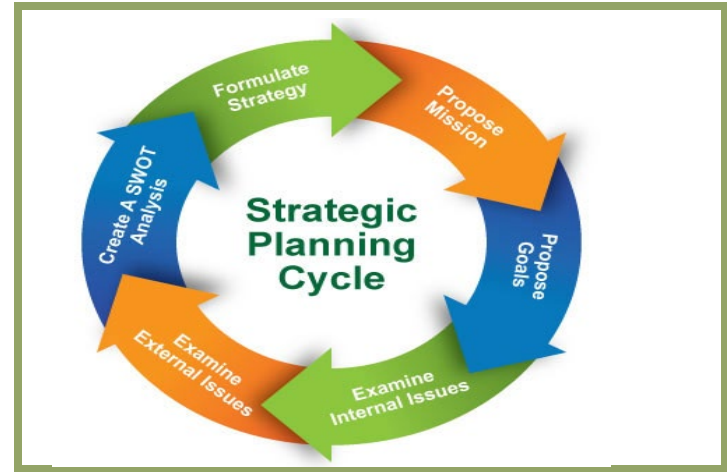 Strategic
Planning
Cycle
Formulate
Strategy
Propose
Mission
Propose
Goals
Examine
Internal Issues
Examine
External Issues
Create A SWOT
Analysis